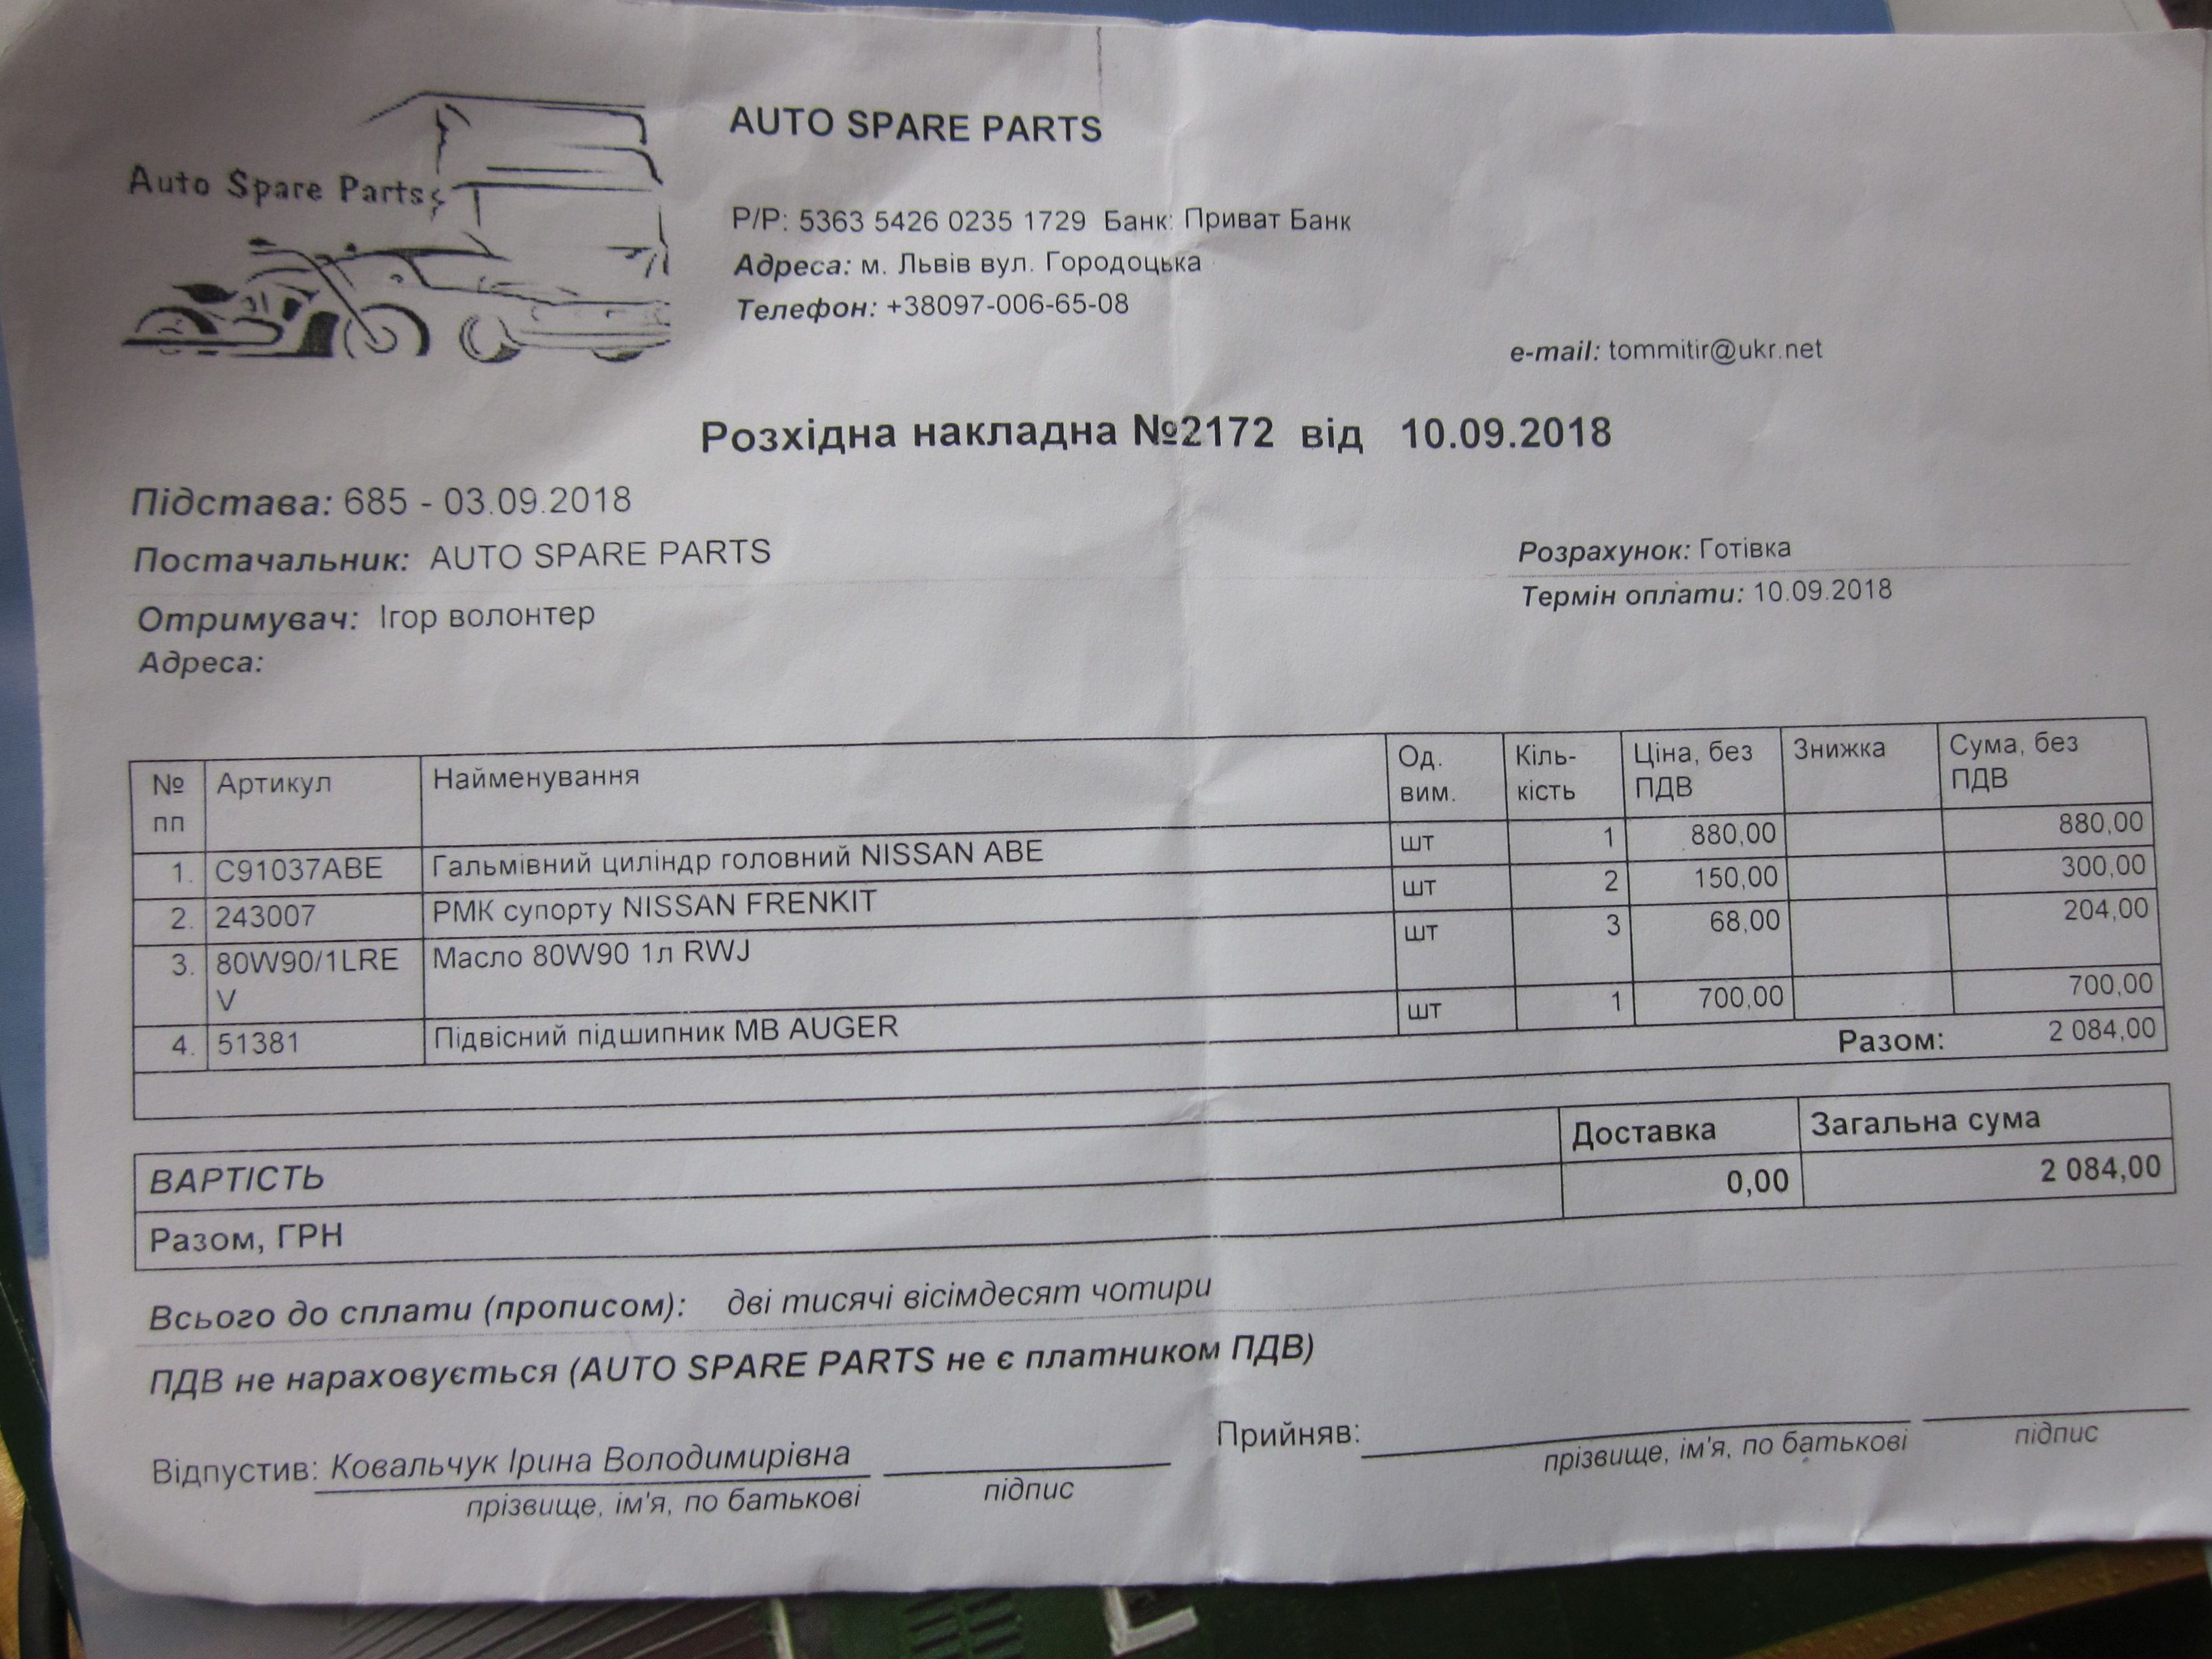 Auto Spare Parts
AUTO SPARE PARTS
Р/Р: 5363 5426 0235 1729 Банк: Приват Банк
Адреса: м. Львів вул. Городоцька
Телефон: +38097-006-65-08
e-mail: tommitir@ukr.net
Розхідна накладна №2172 від 10.09.2018
Підстава: 685 - 03.09.2018
Постачальник: AUTO SPARE PARTS
Розрахунок: Готівка
Термін оплати: 10.09.2018
Отримувач: Ігор волонтер
Адреса:
№ пп Артикул Найменування Од. вим. Кіль-кість Ціна, без ПДВ Знижка Сума, без ПДВ
1. C91037ABE Гальмівний циліндр головний NISSAN ABE шт 1 880,00 880,00
2. 243007 РМК супорту NISSAN FRENKIT шт 2 150,00 300,00
3. 80W90/1LREV Масло 80W90 1л RWJ шт 3 68,00 204,00
4. 51381 Підвісний підшипник MB AUGER шт 1 700,00 700,00
Разом: 2 084,00
ВАРТІСТЬ Доставка Загальна сума
Разом, ГРН 0,00 2 084,00
Всього до сплати (прописом): дві тисячі вісімдесят чотири
ПДВ не нараховується (AUTO SPARE PARTS не є платником ПДВ)
Відпустив: Ковальчук Ірина Володимирівна Прийняв:
прізвище, ім'я, по батькові підпис прізвище, ім'я, по батькові підпис